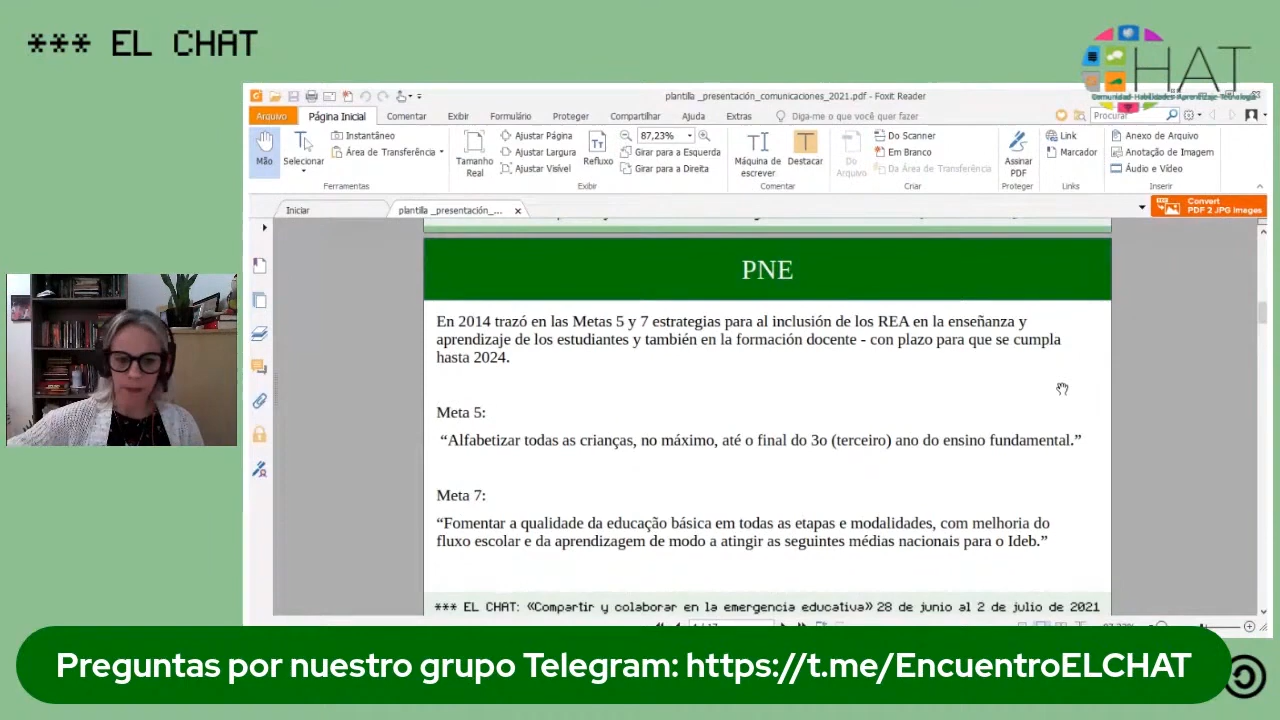 *** EL CHAT
HAT
Comunidad-Habilidades-Aprendizaje-Tecnología
plantilla _presentación_comunicaciones_2021.pdf - Foxit Reader
Arquivo Página Inicial Comentar Exibir Formulário Proteger Compartilhar Ajuda Extras Diga-me o que você quer fazer Procurar
Mão
Selecionar
Instantâneo
Área de Transferência
Ferramentas
Tamanho
Real
Ajustar Página
Ajustar Largura
Ajustar Visível
Refluxo
87,23%
Girar para a Esquerda
Girar para a Direita
Exibir
Máquina de
escrever
Destacar
Comentar
Do
Arquivo
Do Scanner
Em Branco
Da Área de Transferência
Criar
Assinar
PDF
Proteger
Link
Marcador
Links
Anexo de Arquivo
Anotação de Imagem
Áudio e Vídeo
Inserir
Iniciar
plantilla _presentación_...
Convert
PDF 2 JPG Images
PNE
En 2014 trazó en las Metas 5 y 7 estrategias para al inclusión de los REA en la enseñanza y
aprendizaje de los estudiantes y también en la formación docente - con plazo para que se cumpla
hasta 2024.
Meta 5:
“Alfabetizar todas as crianças, no máximo, até o final do 3o (terceiro) ano do ensino fundamental.”
Meta 7:
“Fomentar a qualidade da educação básica em todas as etapas e modalidades, com melhoria do
fluxo escolar e da aprendizagem de modo a atingir as seguintes médias nacionais para o Ideb.”
*** EL CHAT: «Compartir y colaborar en la emergencia educativa» 28 de junio al 2 de julio de 2021
Preguntas por nuestro grupo Telegram: https://t.me/EncuentroELCHAT